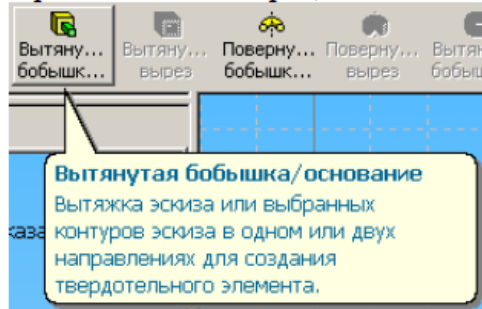 Вытяну... Вытяну... Поверну... Поверну... Вытян
бобышк... вырез бобышк... вырез бобыш
Вытянутая бобышка/основание
Вытяжка эскиза или выбранных
каза контуров эскиза в одном или двух
направлениях для создания
твердотельного элемента.